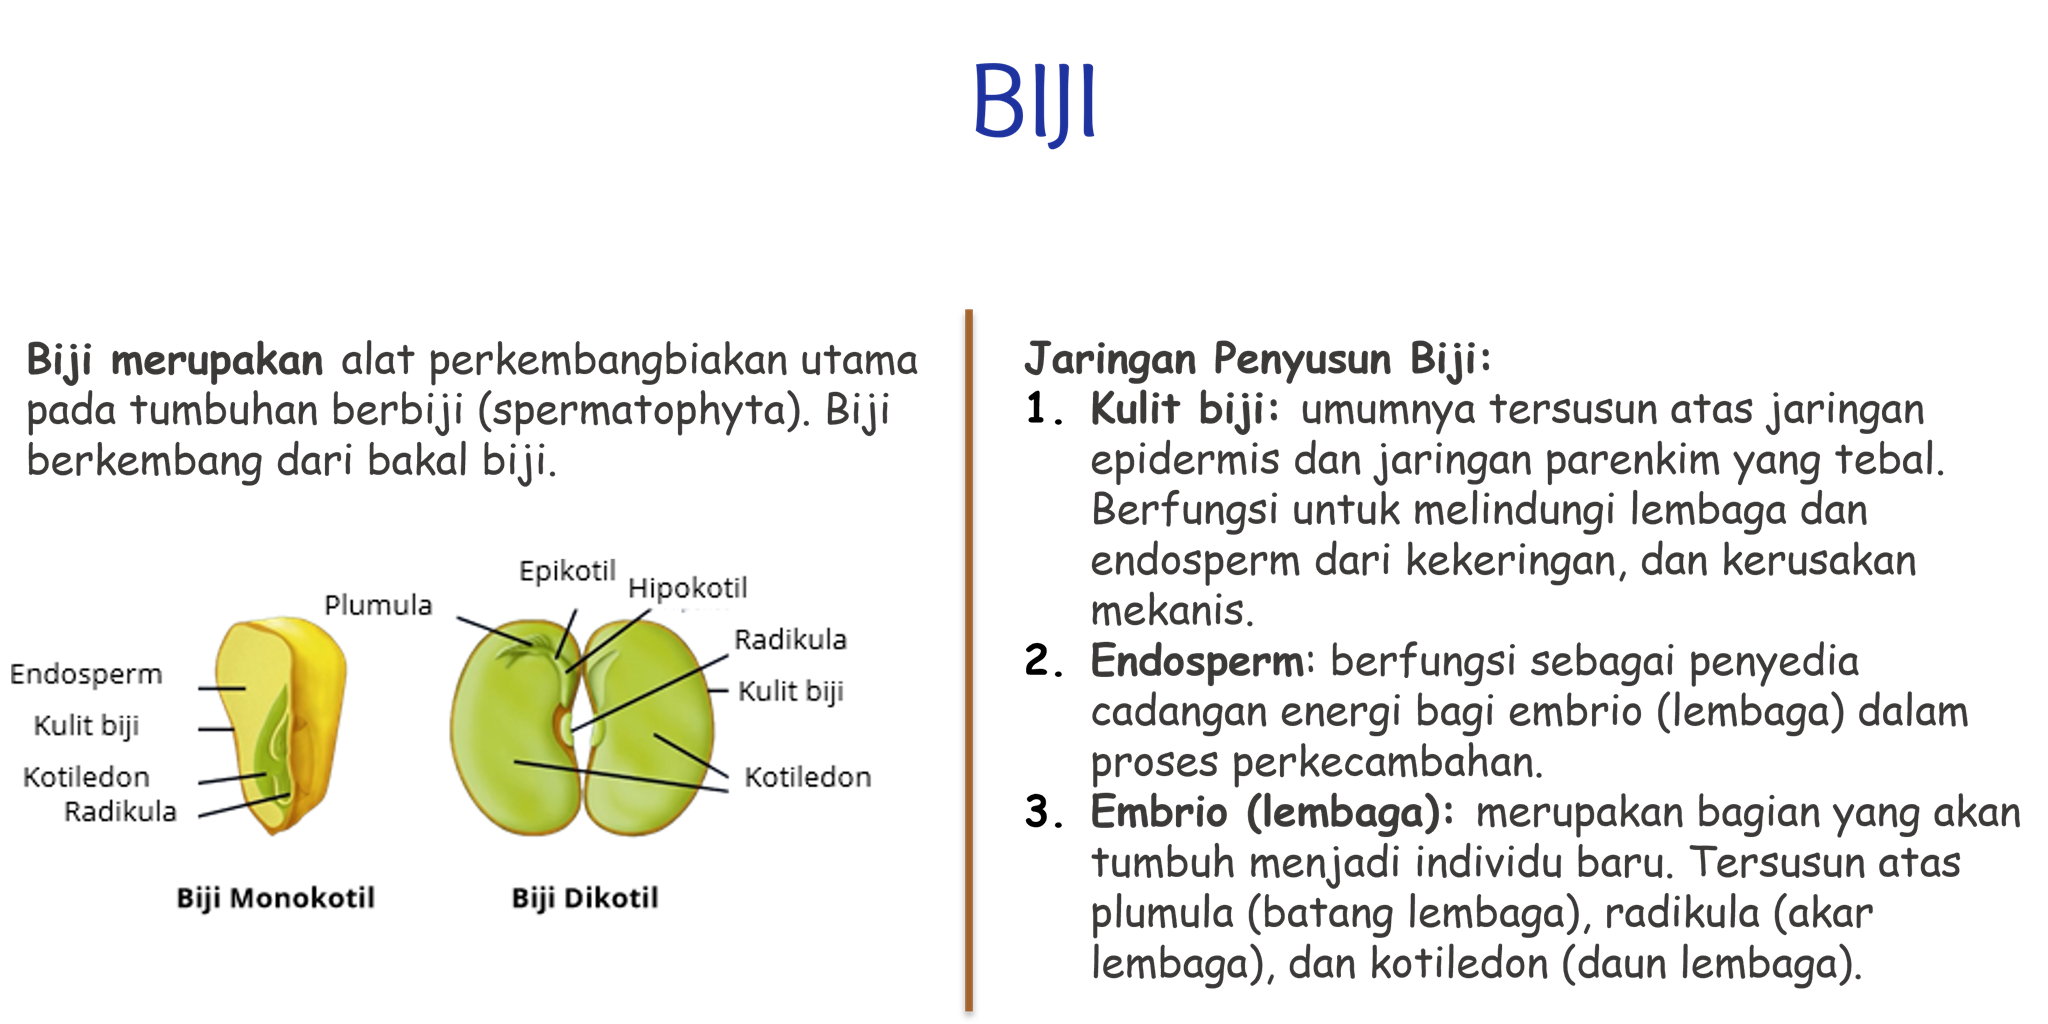 BIJI
Biji merupakan alat perkembangbiakan utama
pada tumbuhan berbiji (spermatophyta). Biji
berkembang dari bakal biji.
Epikotil
Hipokotil
Plumula
Radikula
Endosperm
Kulit biji
Kulit biji
Kotiledon
Kotiledon
Radikula
Biji Monokotil
Biji Dikotil
Jaringan Penyusun Biji:
1. Kulit biji: umumnya tersusun atas jaringan
epidermis dan jaringan parenkim yang tebal.
Berfungsi untuk melindungi lembaga dan
endosperm dari kekeringan, dan kerusakan
mekanis.
2. Endosperm: berfungsi sebagai penyedia
cadangan energi bagi embrio (lembaga) dalam
proses perkecambahan.
3. Embrio (lembaga): merupakan bagian yang akan
tumbuh menjadi individu baru. Tersusun atas
plumula (batang lembaga), radikula (akar
lembaga), dan kotiledon (daun lembaga).